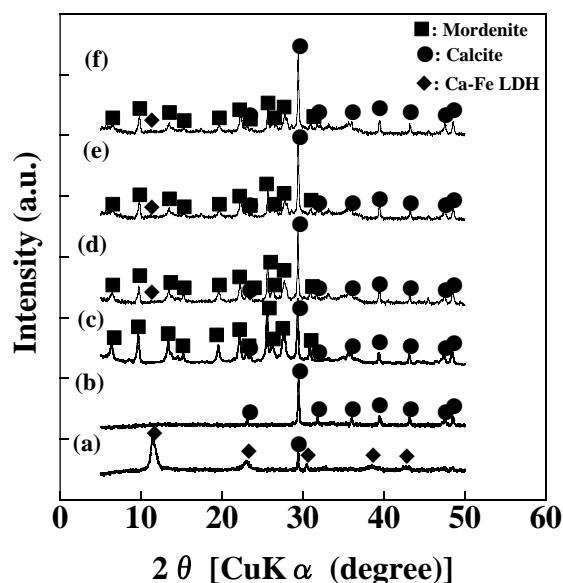 ■: Mordenite
●: Calcite
◆: Ca-Fe LDH
(f)
(e)
(d)
(c)
(b)
(a)
Intensity (a.u.)
0 10 20 30 40 50 60
2 θ [CuK α (degree)]